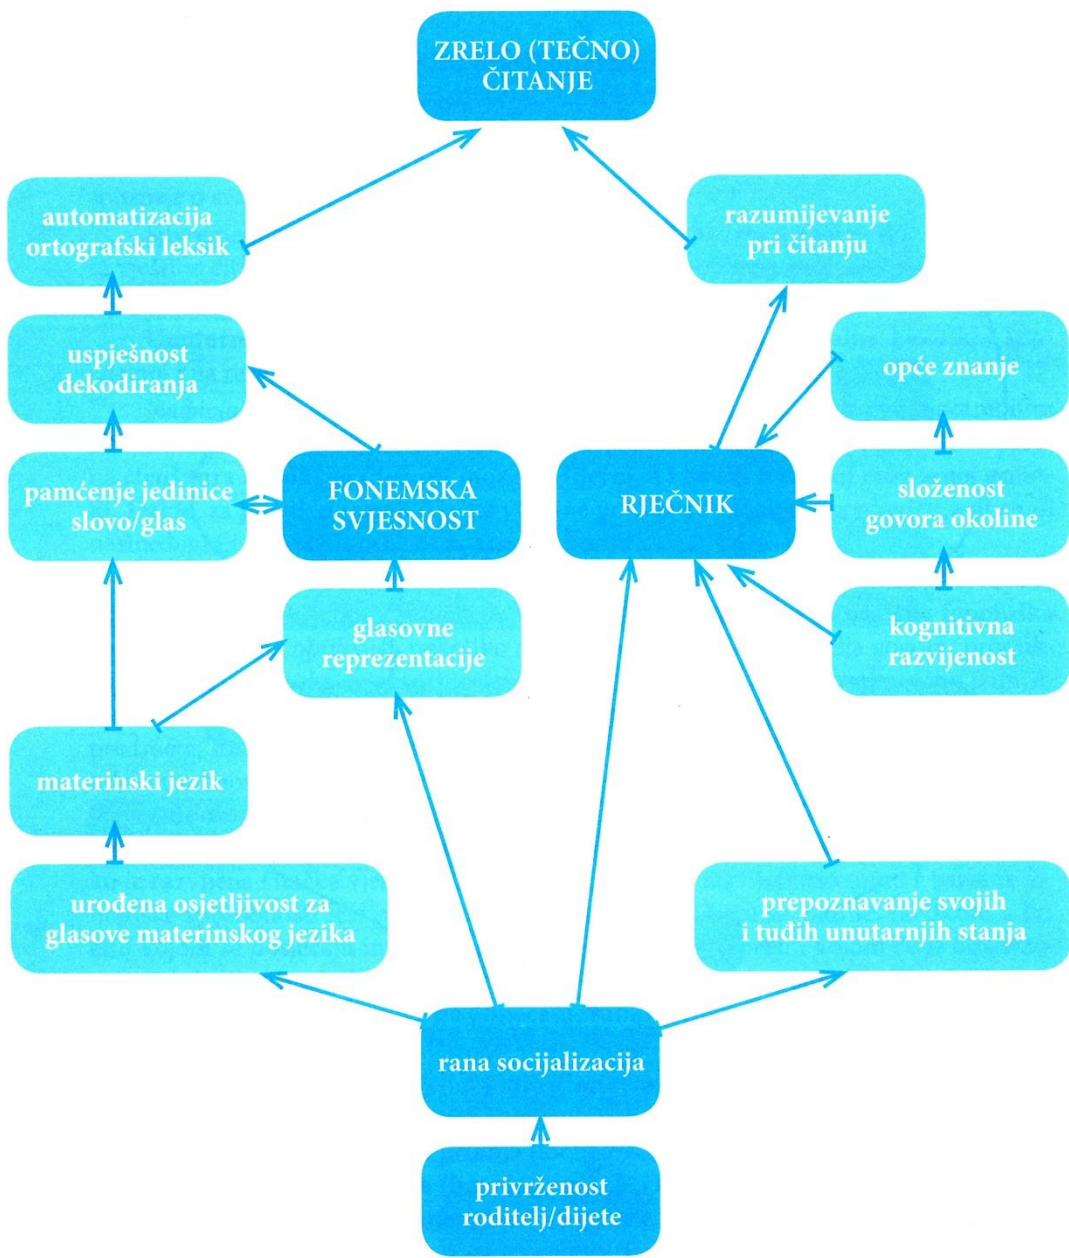 ZRELO (TEČNO)
ČITANJE
automatizacija
ortografski leksik
razumijevanje
pri čitanju
uspješnost
dekodiranja
opće znanje
pamćenje jedinice
slovo/glas
FONEMSKA
SVJESNOST
RJEČNIK
složenost
govora okoline
glasovne
reprezentacije
kognitivna
razvijenost
materinski jezik
urođena osjetljivost za
glasove materinskog jezika
prepoznavanje svojih
i tuđih unutarnjih stanja
rana socijalizacija
privrženost
roditelj/dijete